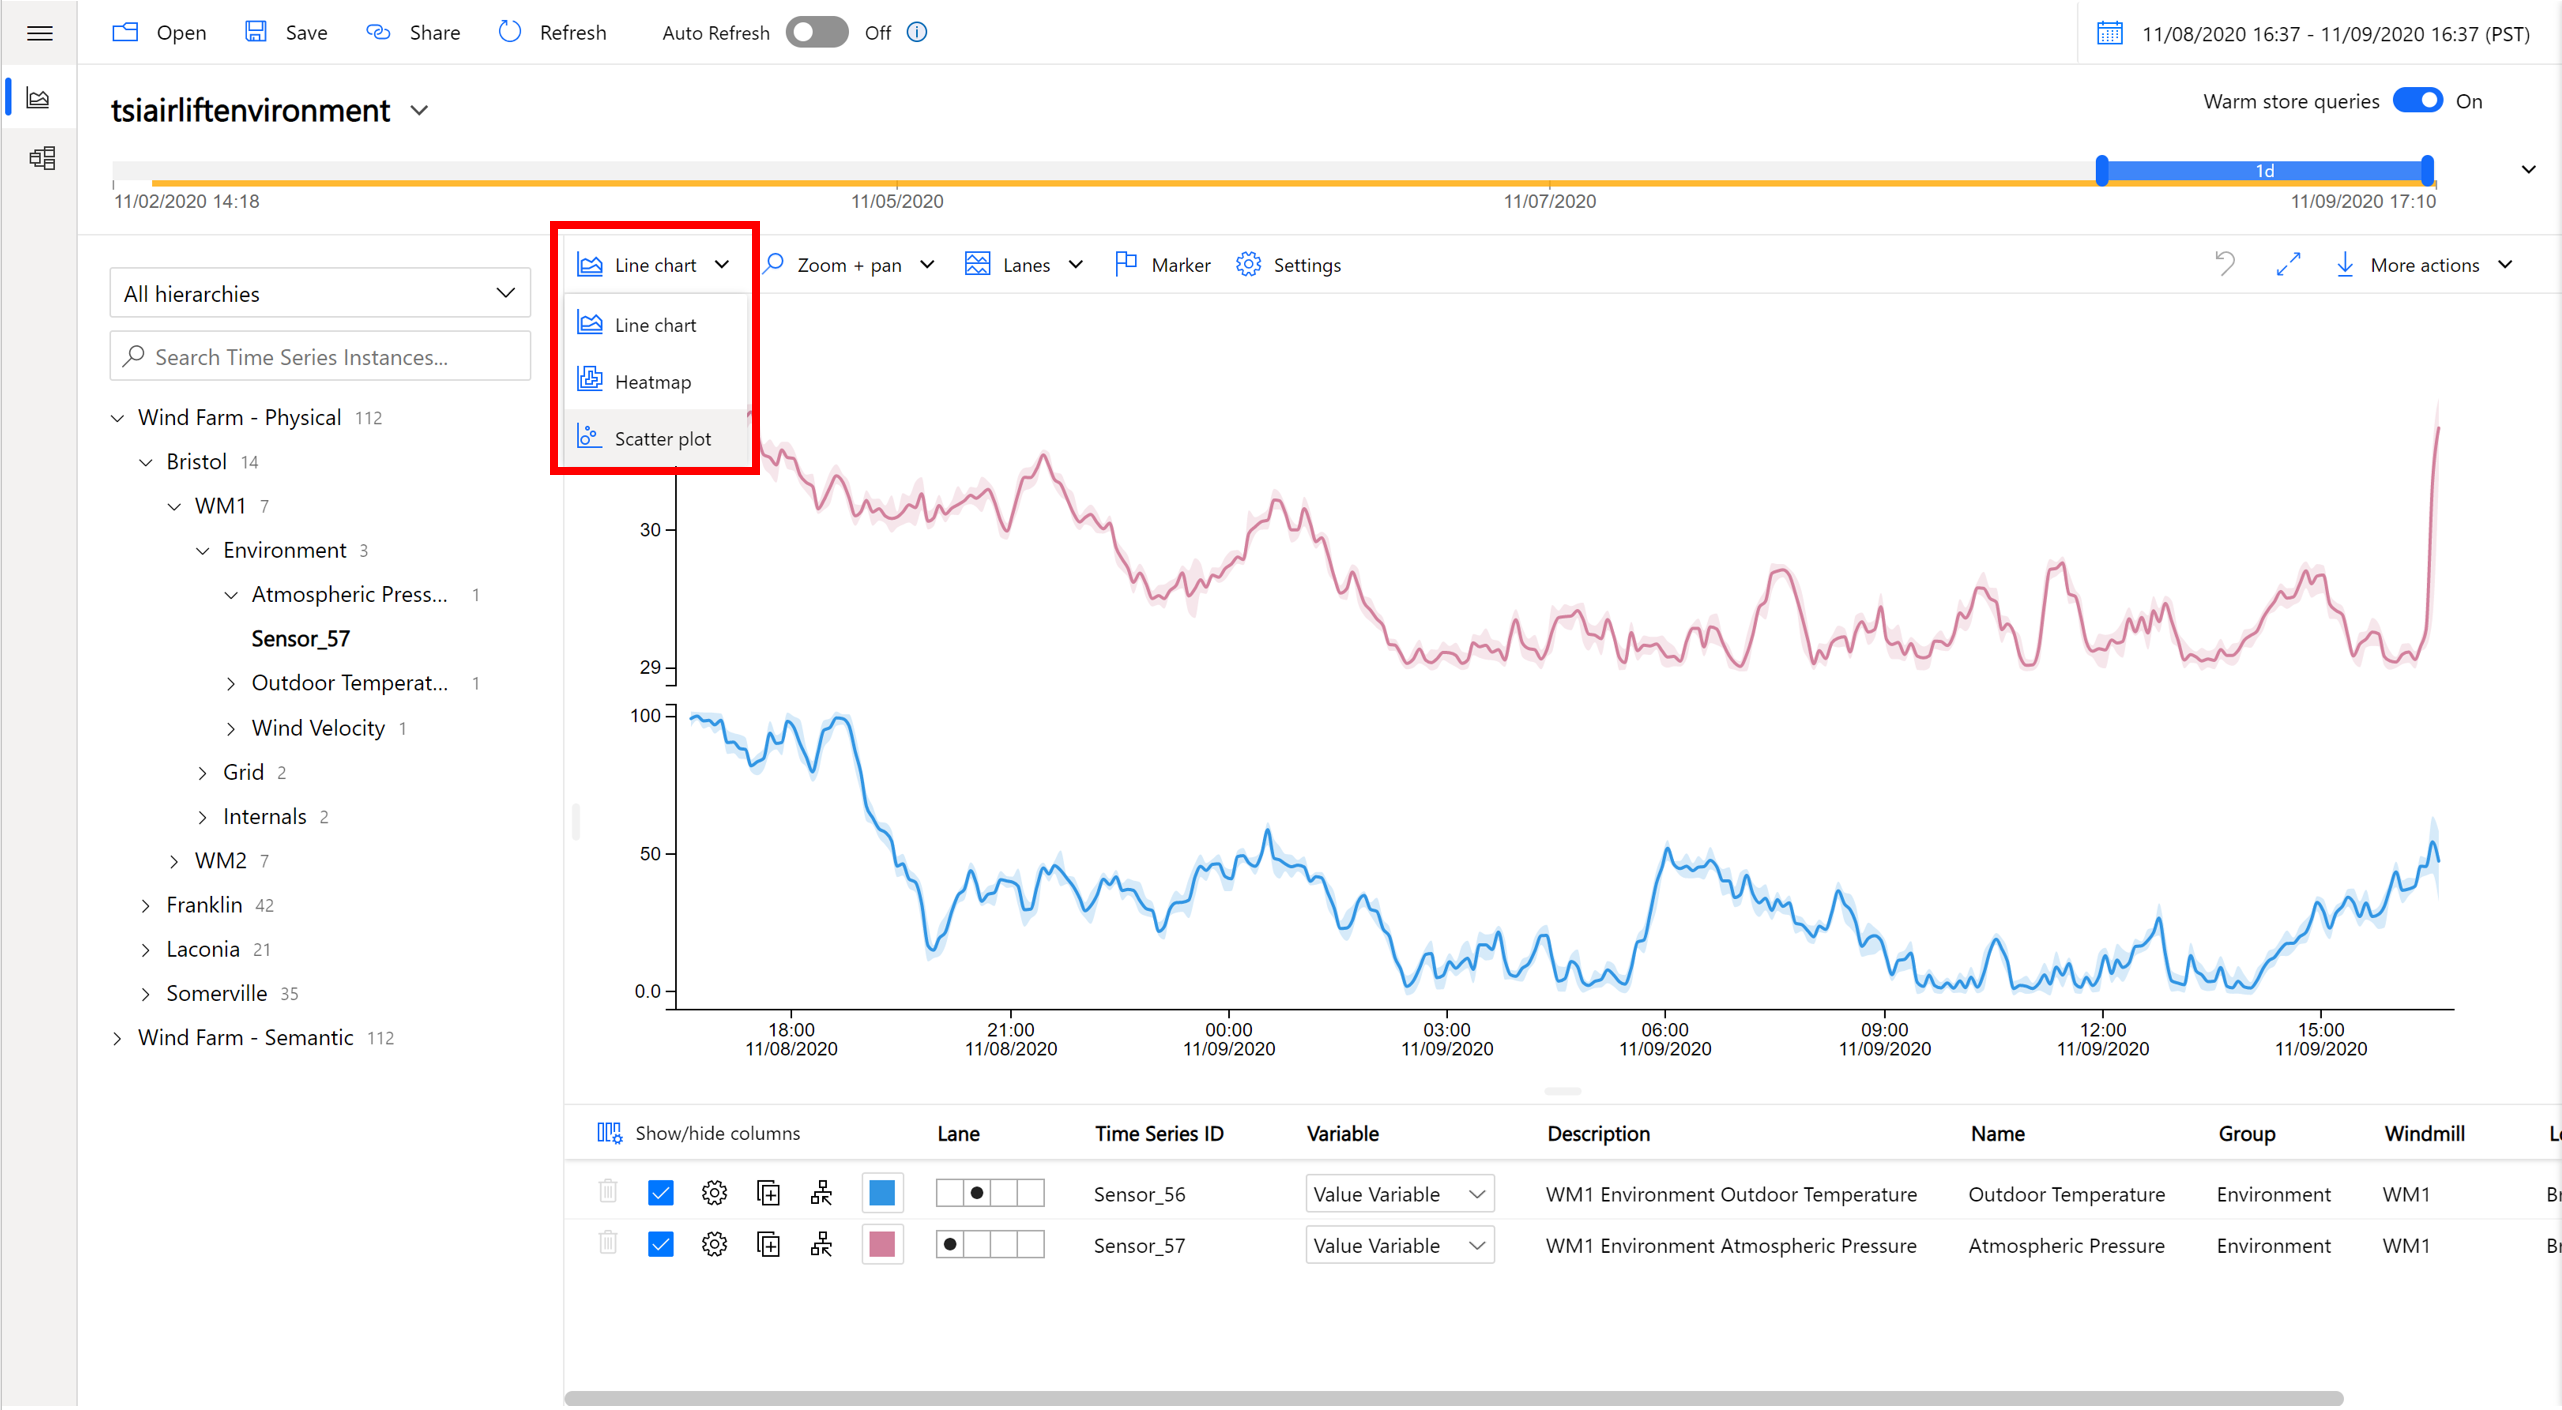 Open Save Share Refresh Auto Refresh Off 11/08/2020 16:37 - 11/09/2020 16:37 (PST)
tsiairliftenvironment
Warm store queries On
1d
11/02/2020 14:18 11/05/2020 11/07/2020 11/09/2020 17:10
Line chart Zoom + pan Lanes Marker Settings More actions
Line chart
Heatmap
Scatter plot
All hierarchies
Search Time Series Instances...
Wind Farm - Physical 112
Bristol 14
WM1 7
Environment 3
Atmospheric Press... 1
Sensor_57
Outdoor Temperat... 1
Wind Velocity 1
Grid 2
Internals 2
WM2 7
Franklin 42
Laconia 21
Somerville 35
Wind Farm - Semantic 112
30
29
100
50
0.0
18:00 21:00 00:00 03:00 06:00 09:00 12:00 15:00
11/08/2020 11/08/2020 11/09/2020 11/09/2020 11/09/2020 11/09/2020 11/09/2020 11/09/2020
Show/hide columns Lane Time Series ID Variable Description Name Group Windmill
Sensor_56 Value Variable WM1 Environment Outdoor Temperature Outdoor Temperature Environment WM1
Sensor_57 Value Variable WM1 Environment Atmospheric Pressure Atmospheric Pressure Environment WM1